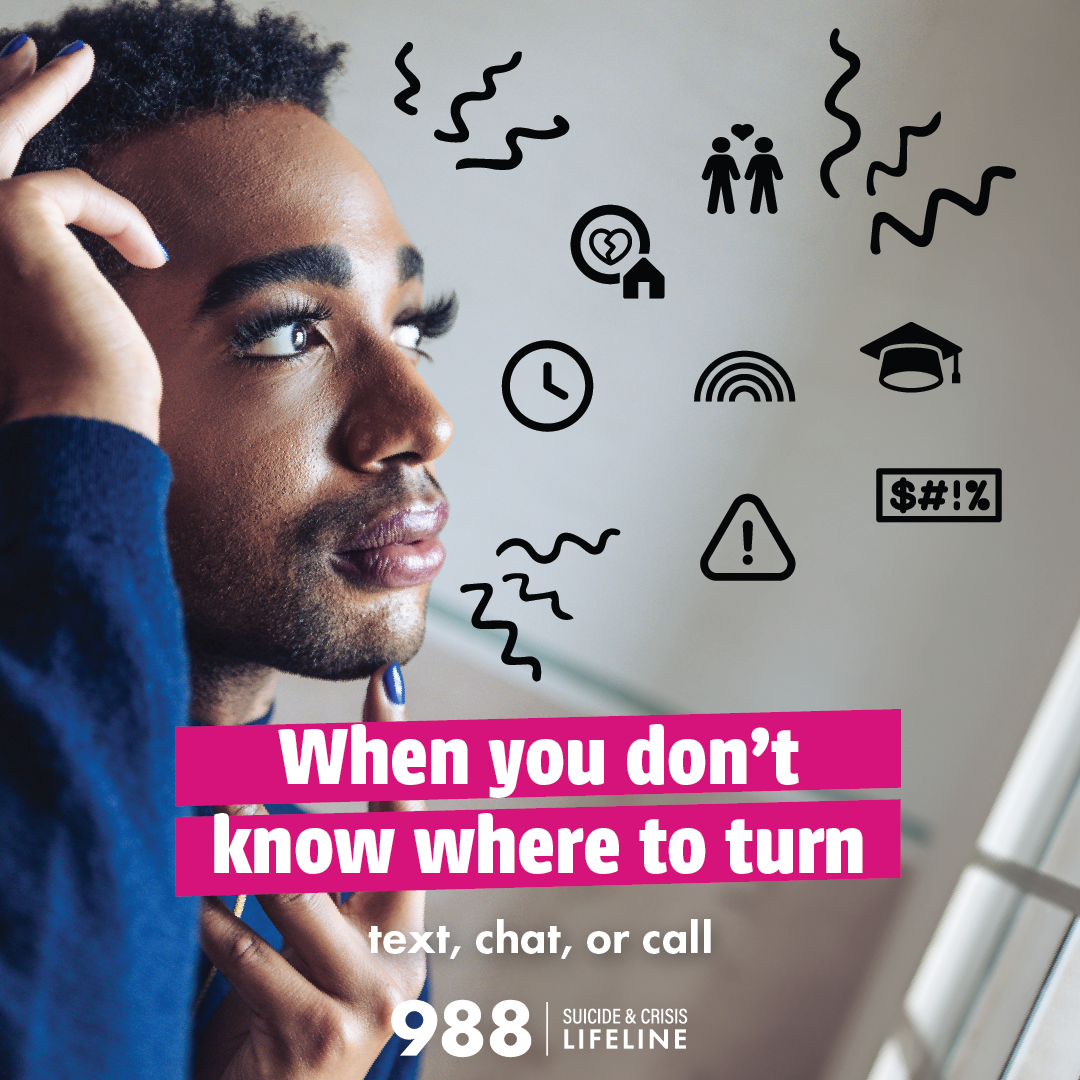 $#!%
When you don't
know where to turn
text, chat, or call
988 SUICIDE & CRISIS
LIFELINE